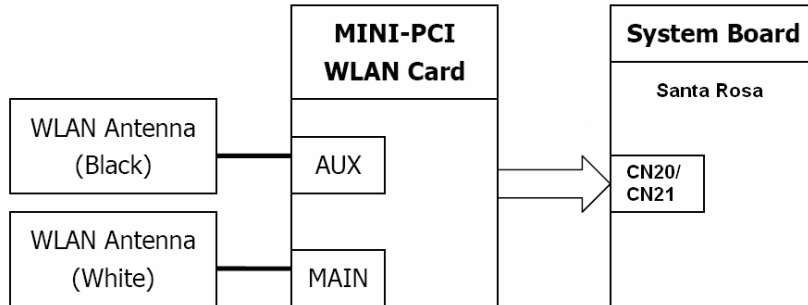 MINI-PCI
WLAN Card
System Board
Santa Rosa
WLAN Antenna
(Black)
AUX
CN20/
CN21
WLAN Antenna
(White)
MAIN